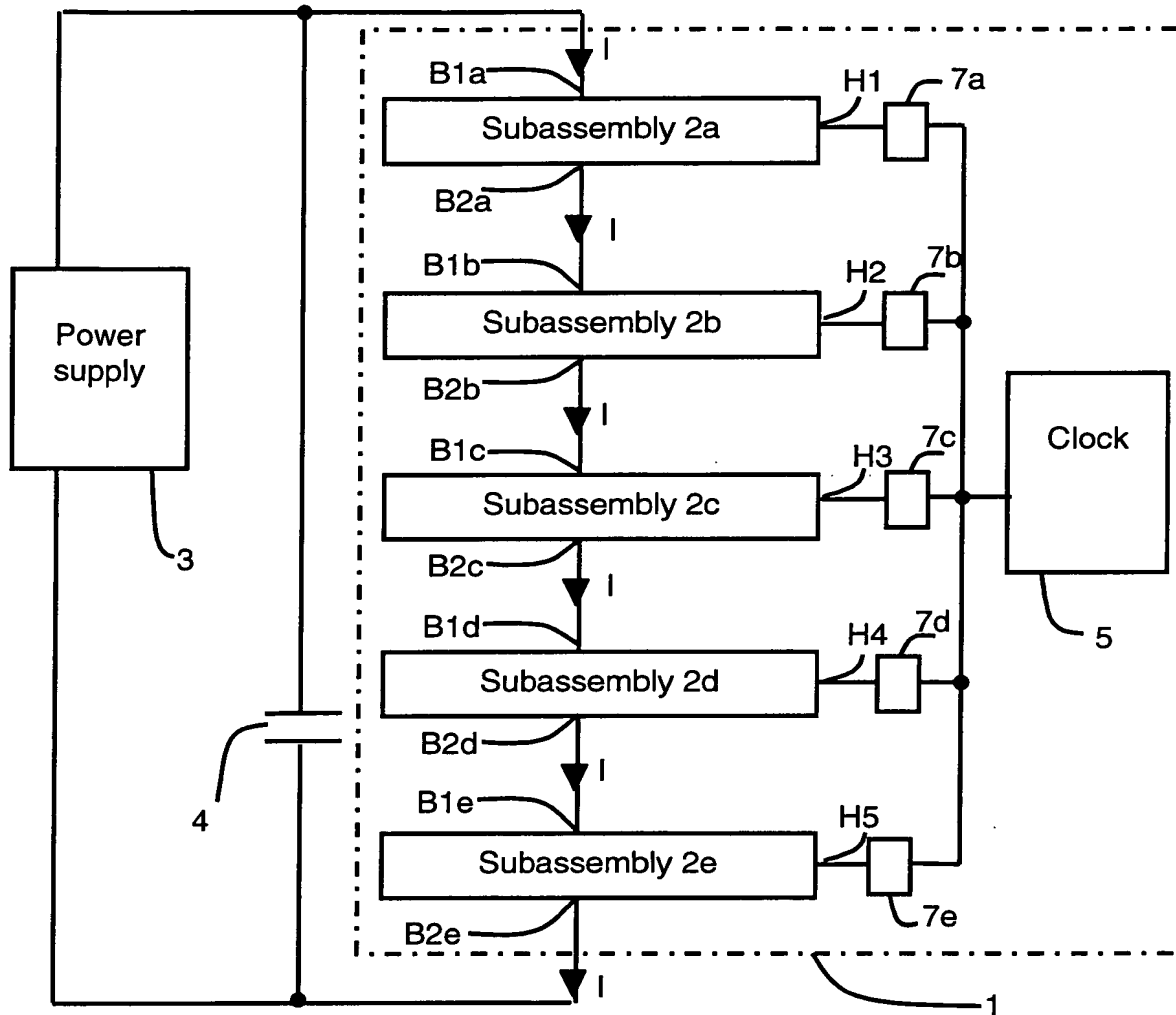 I
B1a
H1
7a
Subassembly 2a
B2a
I
B1b
H2
7b
Subassembly 2b
Power
supply
B2b
I
B1c
H3
7c
Clock
Subassembly 2c
3
B2c
I
B1d
H4
7d
5
Subassembly 2d
B2d
I
4
B1e
H5
Subassembly 2e
7e
B2e
I
1